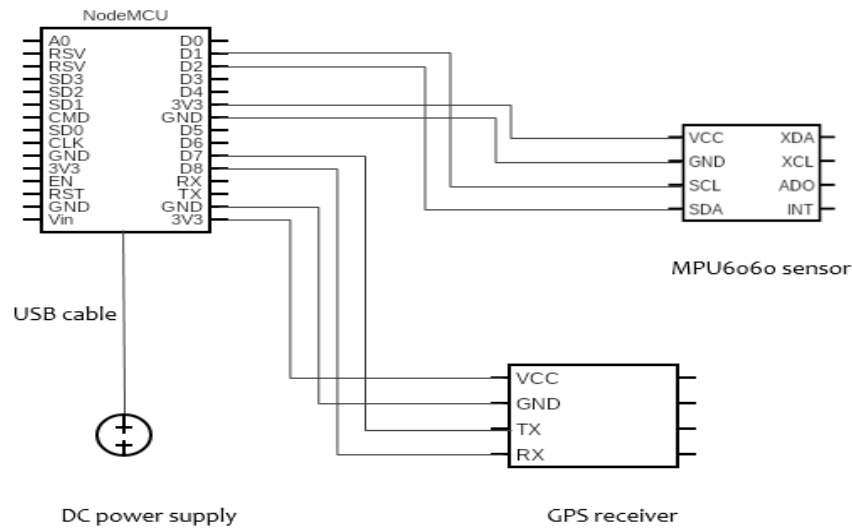 NodeMCU
A0
RSV
RSV
SD3
SD2
SD1
CMD
SD0
CLK
GND
3V3
EN
RST
GND
Vin
D0
D1
D2
D3
D4
3V3
GND
D5
D6
D7
D8
RX
TX
GND
3V3
VCC
GND
SCL
SDA
XDA
XCL
ADO
INT
MPU6060 sensor
USB cable
VCC
GND
TX
RX
DC power supply
GPS receiver